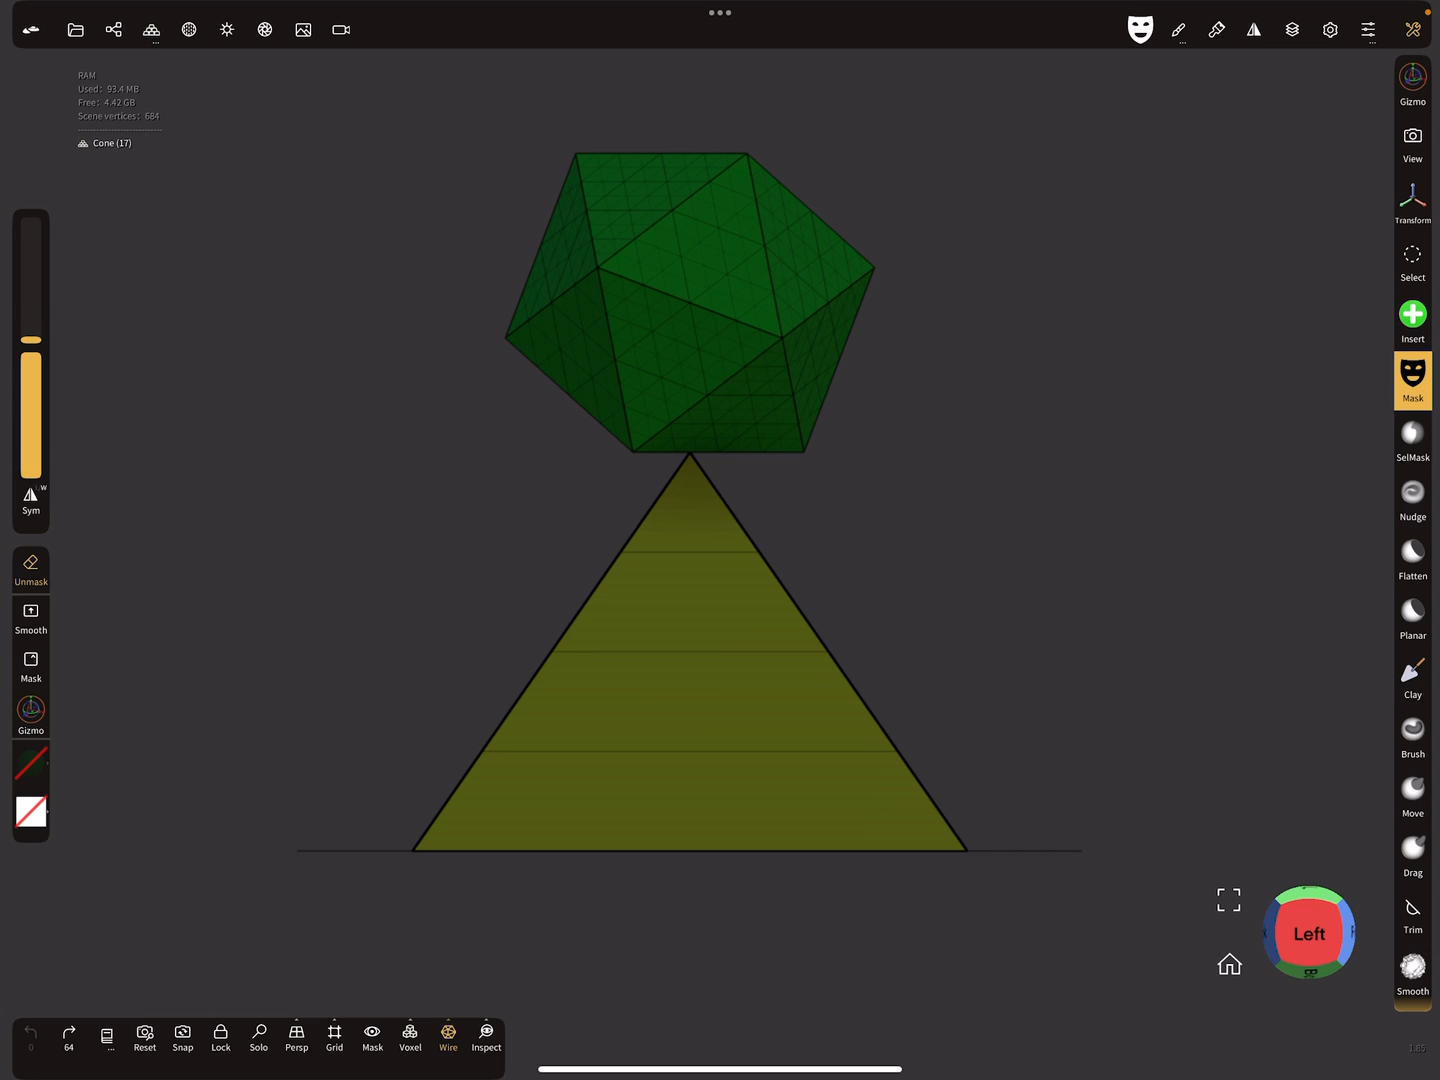 RAM
Used: 93.4 MB
Free: 4.42 GB
Scene vertices: 684
Cone (17)
W
Sym
Unmask
Smooth
Mask
Gizmo
Gizmo
View
Transform
Select
Insert
Mask
SelMask
Nudge
Flatten
Planar
Clay
Brush
Move
Drag
Trim
Smooth
Left
0
64
...
Reset
Snap
Lock
Solo
Persp
Grid
Mask
Voxel
Wire
Inspect
1.85